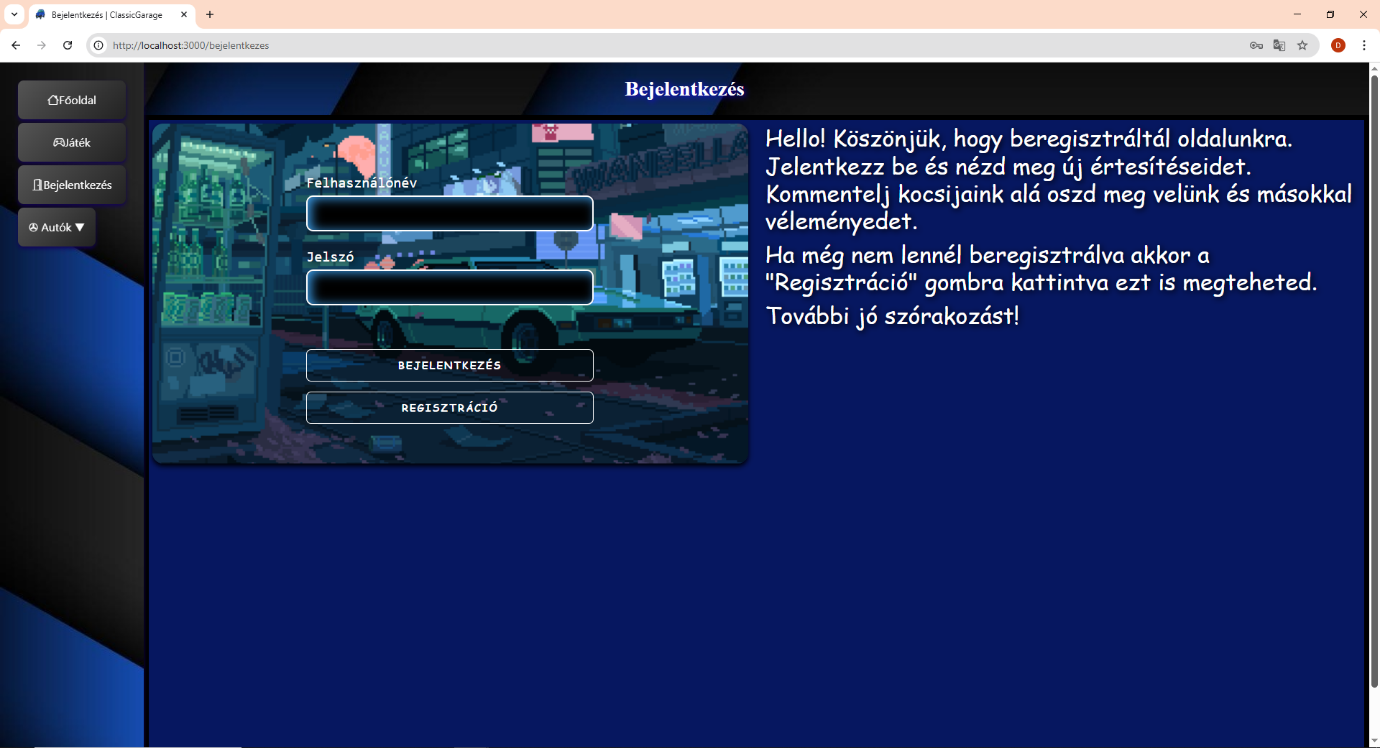 Bejelentkezés | ClassicGarage
http://localhost:3000/bejelentkezes
D
Főoldal
Játék
Bejelentkezés
Autók ▼
Bejelentkezés
WANGELLA
Felhasználónév
Jelszó
BEJELENTKEZÉS
REGISZTRÁCIÓ
Hello! Köszönjük, hogy beregisztráltál oldalunkra.
Jelentkezz be és nézd meg új értesítéseidet.
Kommentelj kocsijaink alá oszd meg velünk és másokkal
véleményedet.
Ha még nem lennél beregisztrálva akkor a
"Regisztráció" gombra kattintva ezt is megteheted.
További jó szórakozást!